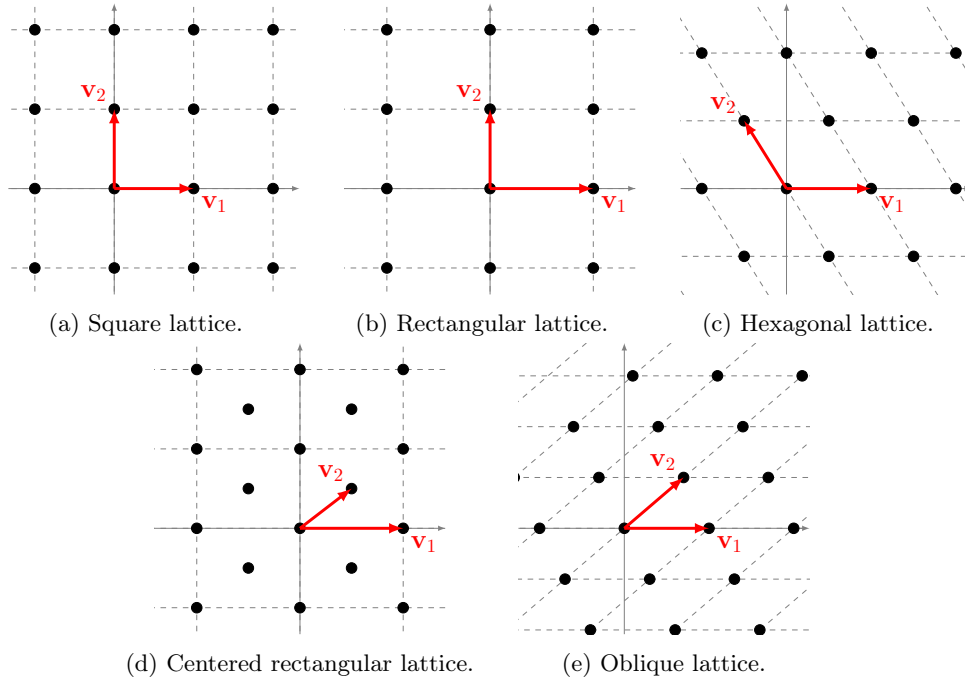 v₂
v₁
(a) Square lattice.
v₂
v₁
(b) Rectangular lattice.
v₂
v₁
(c) Hexagonal lattice.
v₂
v₁
(d) Centered rectangular lattice.
v₂
v₁
(e) Oblique lattice.